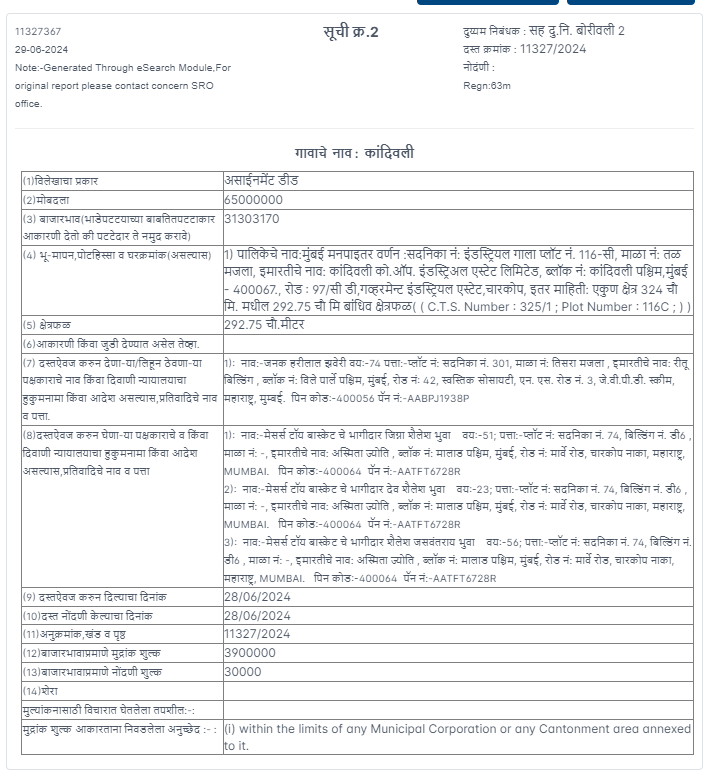 11327367
29-06-2024
Note:-Generated Through eSearch Module,For
original report please contact concern SRO
office.
सूची क्र.2
दुय्यम निबंधक : सह दु.नि. बोरीवली 2
दस्त क्रमांक : 11327/2024
नोदंणी :
Regn:63m
गावाचे नाव : कांदिवली
(1)विलेखाचा प्रकार
असाईनमेंट डीड
(2)मोबदला
65000000
(3) बाजारभाव(भाडेपटटयाच्या बाबतितपटटाकार
आकारणी देतो की पटटेदार ते नमुद करावे)
31303170
(4) भू-मापन,पोटहिस्सा व घरक्रमांक(असल्यास)
1) पालिकेचे नाव:मुंबई मनपाइतर वर्णन :सदनिका नं: इंडस्ट्रियल गाला प्लॉट नं. 116-सी, माळा नं: तळ
मजला, इमारतीचे नाव: कांदिवली को.ऑप. इंडस्ट्रिअल एस्टेट लिमिटेड, ब्लॉक नं: कांदिवली पश्चिम,मुंबई
- 400067., रोड : 97/सी डी,गव्हरमेन्ट इंडस्ट्रियल एस्टेट,चारकोप, इतर माहिती: एकुण क्षेत्र 324 चौ
मि. मधील 292.75 चौ मि बांधिव क्षेत्रफळ( ( C.T.S. Number : 325/1 ; Plot Number : 116C ; ) )
(5) क्षेत्रफळ
292.75 चौ.मीटर
(6)आकारणी किंवा जुडी देण्यात असेल तेव्हा.
(7) दस्तऐवज करुन देणा-या/लिहून ठेवणा-या
पक्षकाराचे नाव किंवा दिवाणी न्यायालयाचा
हुकुमनामा किंवा आदेश असल्यास,प्रतिवादिचे नाव
व पत्ता.
1): नाव:-जनक हरीलाल झवेरी वय:-74 पत्ता:-प्लॉट नं: सदनिका नं. 301, माळा नं: तिसरा मजला , इमारतीचे नाव: रीतू
बिल्डिंग , ब्लॉक नं: विले पार्ले पश्चिम, मुंबई, रोड नं: 42, स्वस्तिक सोसायटी, एन. एस. रोड नं. 3, जे.वी.पी.डी. स्कीम,
महाराष्ट्र, मुम्बई. पिन कोड:-400056 पॅन नं:-AABPJ1938P
(8)दस्तऐवज करुन घेणा-या पक्षकाराचे व किंवा
दिवाणी न्यायालयाचा हुकुमनामा किंवा आदेश
असल्यास,प्रतिवादिचे नाव व पत्ता
1): नाव:-मेसर्स टॉय बास्केट चे भागीदार जिग्ना शैलेश भुवा वय:-51; पत्ता:-प्लॉट नं: सदनिका नं. 74, बिल्डिंग नं. डी6 ,
माळा नं: -, इमारतीचे नाव: अस्मिता ज्योति , ब्लॉक नं: मालाड पश्चिम, मुंबई, रोड नं: मार्वे रोड, चारकोप नाका, महाराष्ट्र,
MUMBAI. पिन कोड:-400064 पॅन नं:-AATFT6728R
2): नाव:-मेसर्स टॉय बास्केट चे भागीदार देव शैलेश भुवा वय:-23; पत्ता:-प्लॉट नं: सदनिका नं. 74, बिल्डिंग नं. डी6 ,
माळा नं: -, इमारतीचे नाव: अस्मिता ज्योति , ब्लॉक नं: मालाड पश्चिम, मुंबई, रोड नं: मार्वे रोड, चारकोप नाका, महाराष्ट्र,
MUMBAI. पिन कोड:-400064 पॅन नं:-AATFT6728R
3): नाव:-मेसर्स टॉय बास्केट चे भागीदार शैलेश जसवंतराय भुवा वय:-56; पत्ता:-प्लॉट नं: सदनिका नं. 74, बिल्डिंग नं.
डी6 , माळा नं: -, इमारतीचे नाव: अस्मिता ज्योति , ब्लॉक नं: मालाड पश्चिम, मुंबई, रोड नं: मार्वे रोड, चारकोप नाका,
महाराष्ट्र, MUMBAI. पिन कोड:-400064 पॅन नं:-AATFT6728R
(9) दस्तऐवज करुन दिल्याचा दिनांक
28/06/2024
(10)दस्त नोंदणी केल्याचा दिनांक
28/06/2024
(11)अनुक्रमांक,खंड व पृष्ठ
11327/2024
(12)बाजारभावाप्रमाणे मुद्रांक शुल्क
3900000
(13)बाजारभावाप्रमाणे नोंदणी शुल्क
30000
(14)शेरा
मुल्यांकनासाठी विचारात घेतलेला तपशील:-:
मुद्रांक शुल्क आकारताना निवडलेला अनुच्छेद :- :
(i) within the limits of any Municipal Corporation or any Cantonment area annexed
to it.